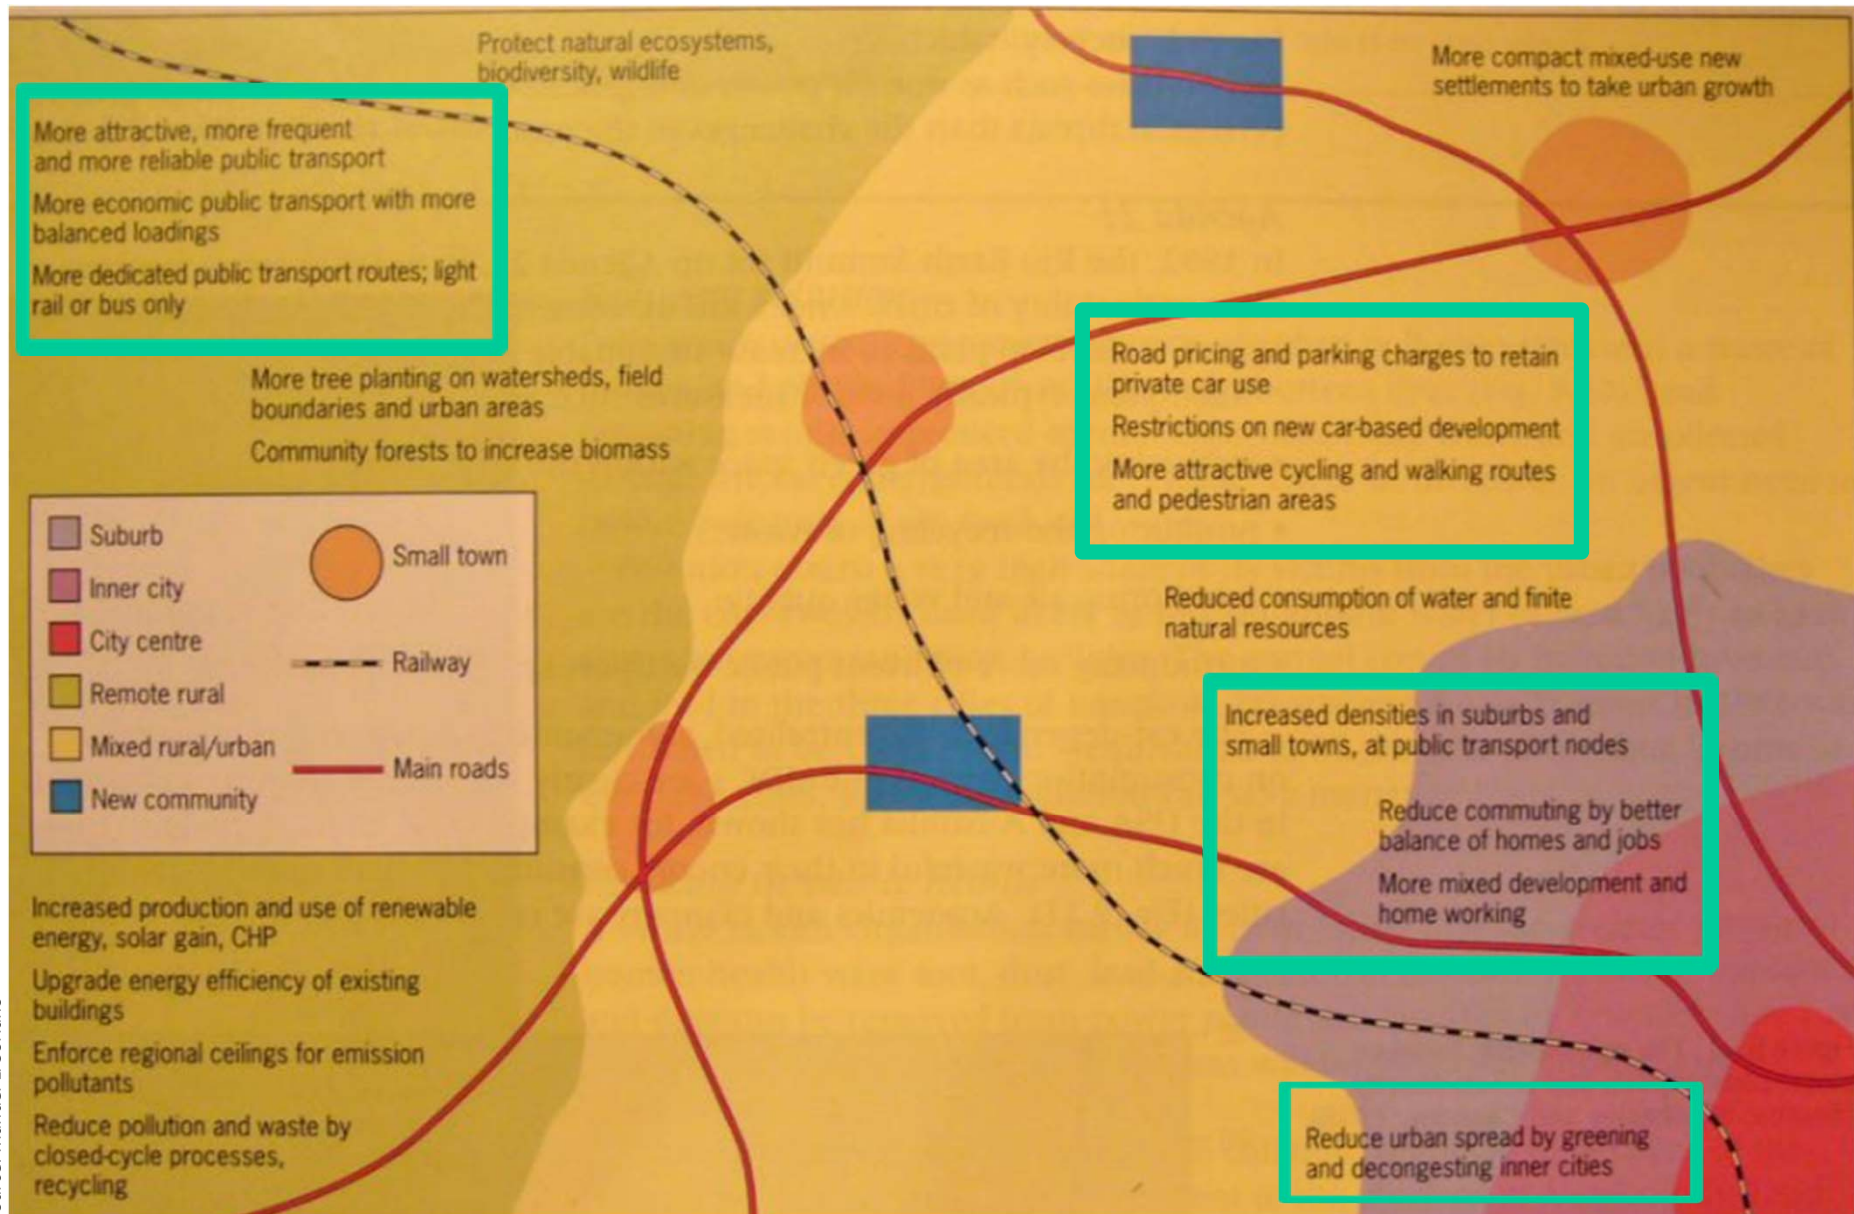 Protect natural ecosystems,
biodiversity, wildlife
More compact mixed-use new
settlements to take urban growth
More attractive, more frequent
and more reliable public transport
More economic public transport with more
balanced loadings
More dedicated public transport routes; light
rail or bus only
Road pricing and parking charges to retain
private car use
Restrictions on new car-based development
More attractive cycling and walking routes
and pedestrian areas
More tree planting on watersheds, field
boundaries and urban areas
Community forests to increase biomass
Suburb
Inner city
City centre
Remote rural
Mixed rural/urban
New community
Small town
Railway
Main roads
Reduced consumption of water and finite
natural resources
Increased densities in suburbs and
small towns, at public transport nodes
Reduce commuting by better
balance of homes and jobs
More mixed development and
home working
Increased production and use of renewable
energy, solar gain, CHP
Upgrade energy efficiency of existing
buildings
Enforce regional ceilings for emission
pollutants
Reduce pollution and waste by
closed-cycle processes,
recycling
Reduce urban spread by greening
and decongesting inner cities